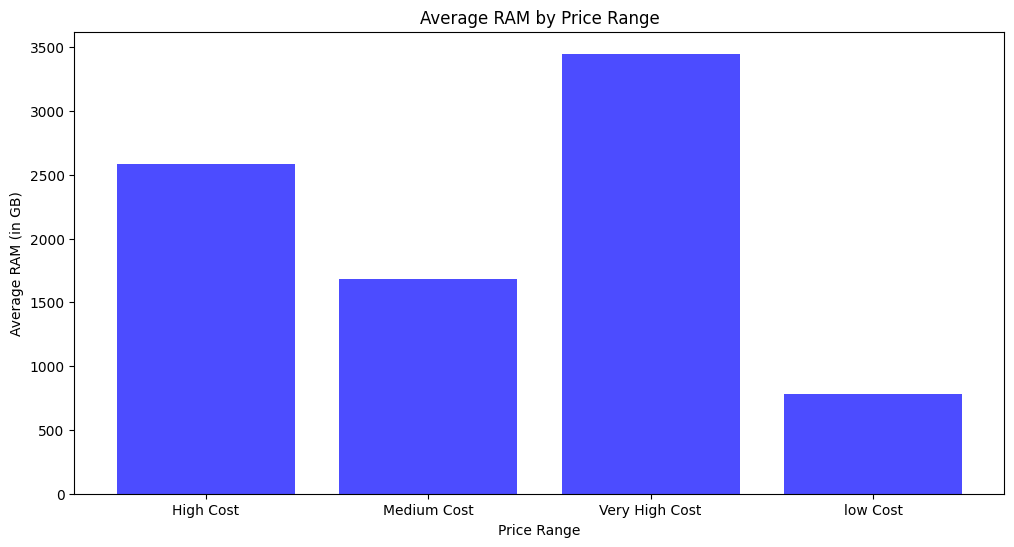 Average RAM by Price Range
Average RAM (in GB)
3500
3000
2500
2000
1500
1000
500
0
High Cost
Medium Cost
Very High Cost
low Cost
Price Range